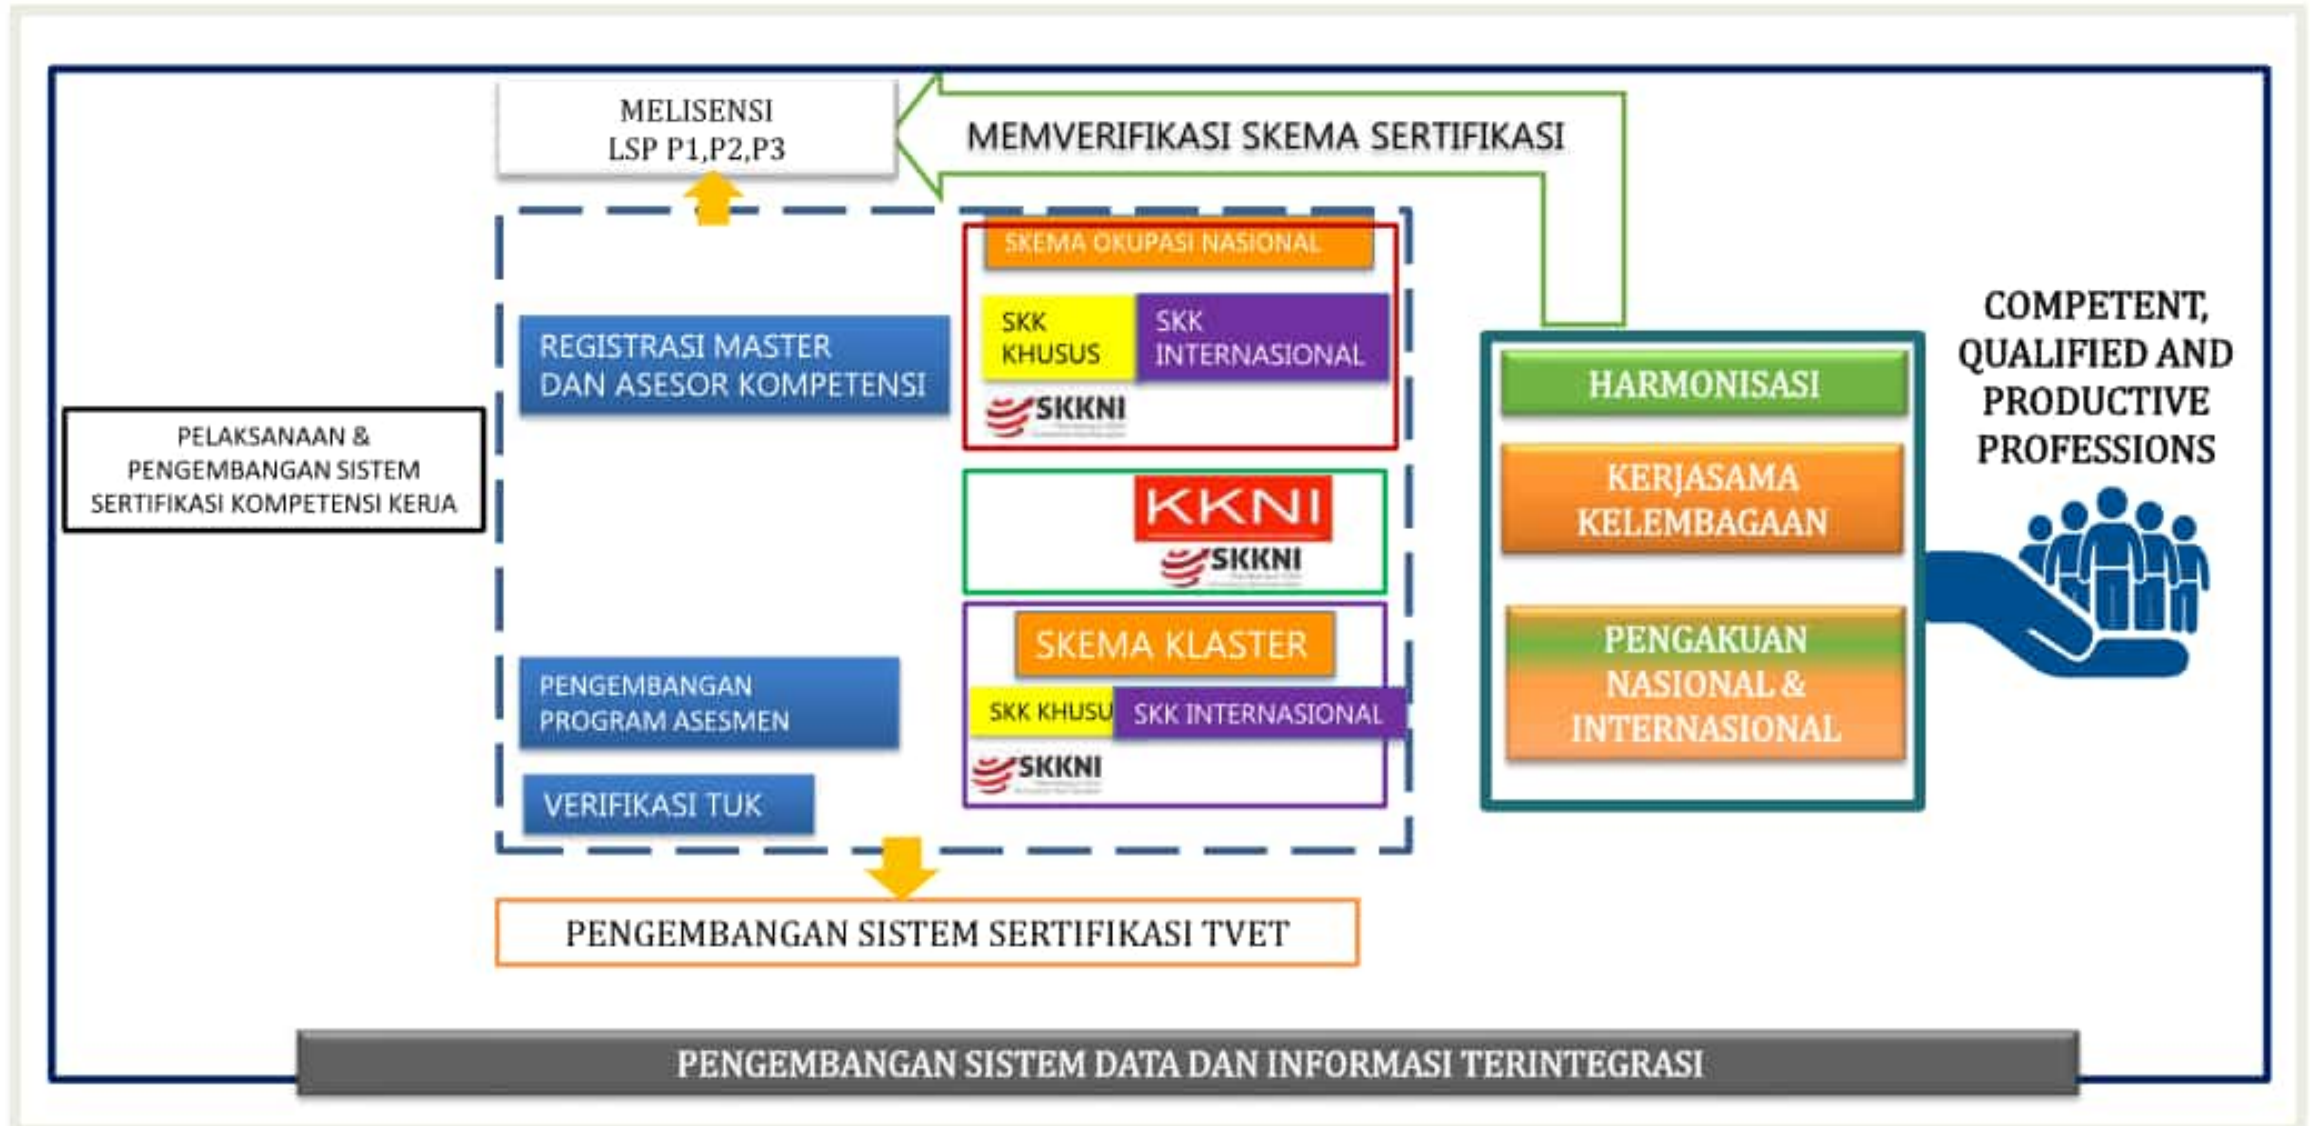 MELISENSI
LSP P1,P2,P3
MEMVERIFIKASI SKEMA SERTIFIKASI
PELAKSANAAN &
PENGEMBANGAN SISTEM
SERTIFIKASI KOMPETENSI KERJA
REGISTRASI MASTER
DAN ASESOR KOMPETENSI
PENGEMBANGAN
PROGRAM ASESMEN
VERIFIKASI TUK
SKEMA OKUPASI NASIONAL
SKK
KHUSUS
SKK
INTERNASIONAL
SKKNI
KKNI
SKKNI
SKEMA KLASTER
SKK KHUSU
SKK INTERNASIONAL
SKKNI
HARMONISASI
KERJASAMA
KELEMBAGAAN
PENGAKUAN
NASIONAL &
INTERNASIONAL
COMPETENT,
QUALIFIED AND
PRODUCTIVE
PROFESSIONS
PENGEMBANGAN SISTEM SERTIFIKASI TVET
PENGEMBANGAN SISTEM DATA DAN INFORMASI TERINTEGRASI